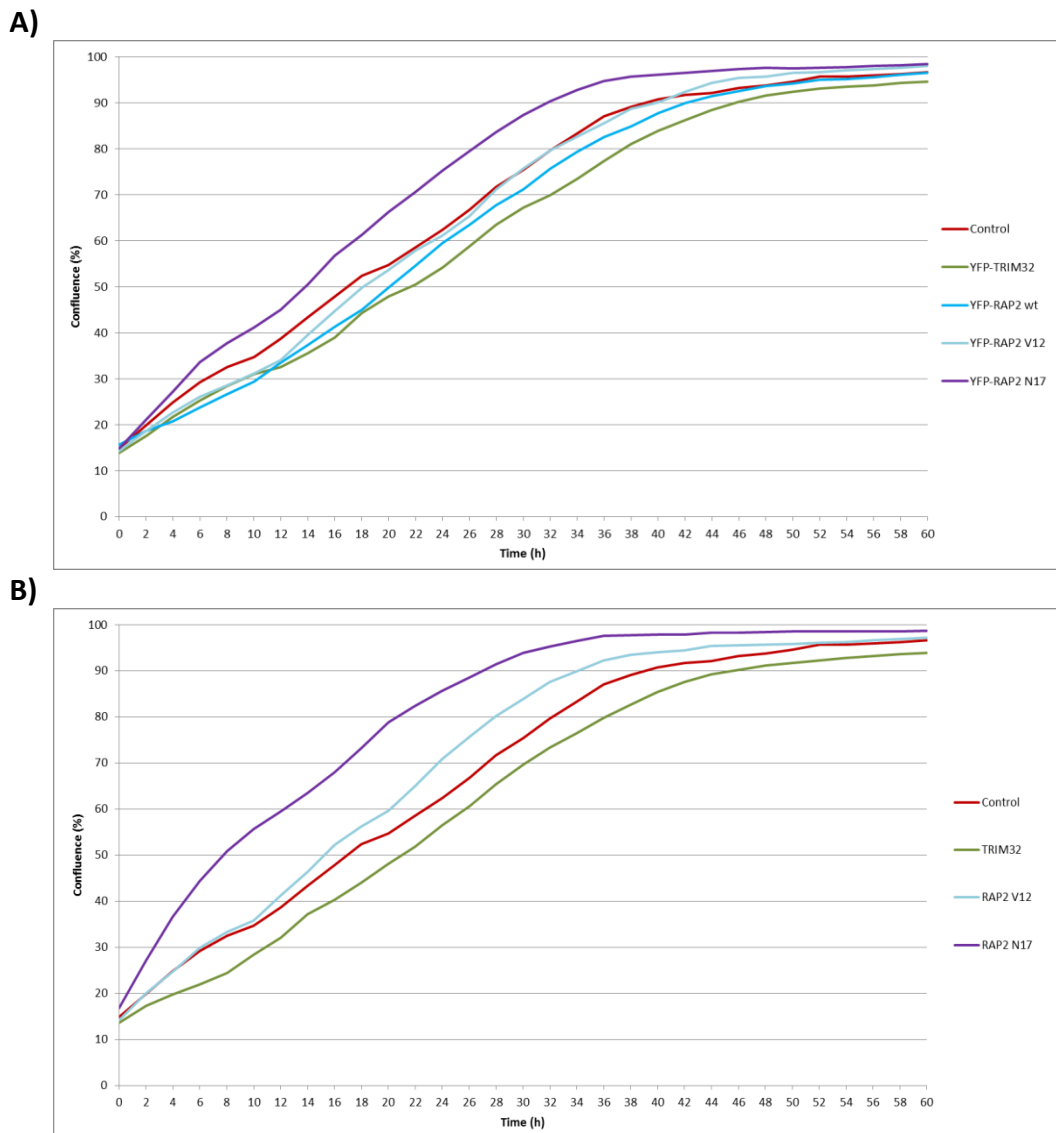 A)
100
90
80
70
60
50
40
30
20
10
0
Confluence (%)
0 2 4 6 8 10 12 14 16 18 20 22 24 26 28 30 32 34 36 38 40 42 44 46 48 50 52 54 56 58 60
Time (h)
Control
YFP-TRIM32
YFP-RAP2 wt
YFP-RAP2 V12
YFP-RAP2 N17
B)
100
90
80
70
60
50
40
30
20
10
0
Confluence (%)
0 2 4 6 8 10 12 14 16 18 20 22 24 26 28 30 32 34 36 38 40 42 44 46 48 50 52 54 56 58 60
Time (h)
Control
TRIM32
RAP2 V12
RAP2 N17